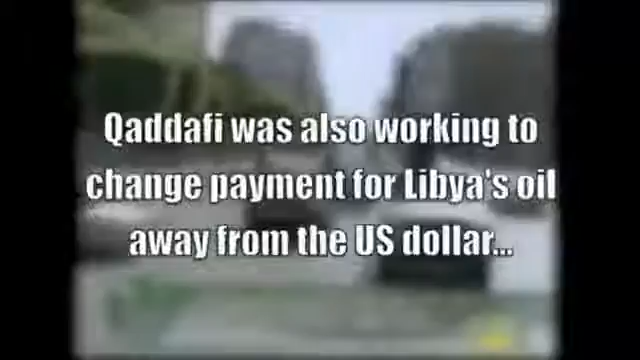 Qaddafi was also working to
change payment for Libya's oil
away from the US dollar...